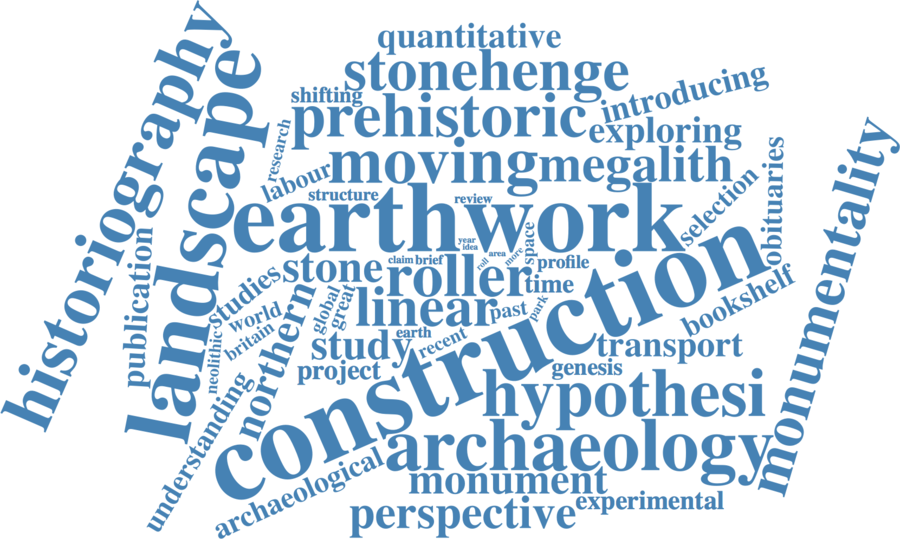 quantitative
stonehenge
shifting
prehistoric
introducing
exploring
historiography
landscape
research
labour
moving
megalith
structure
review
earthwork
selection
obituaries
monumentality
publication
studies
stone
year
idea
claim
brief
roll
area
more
space
roller
profile
time
construction
bookshelf
neolithic
world
britain
northern
global
great
linear
past
park
earth
study
recent
project
transport
genesis
understanding
hypothesi
archaeology
archaeological
monument
experimental
perspective